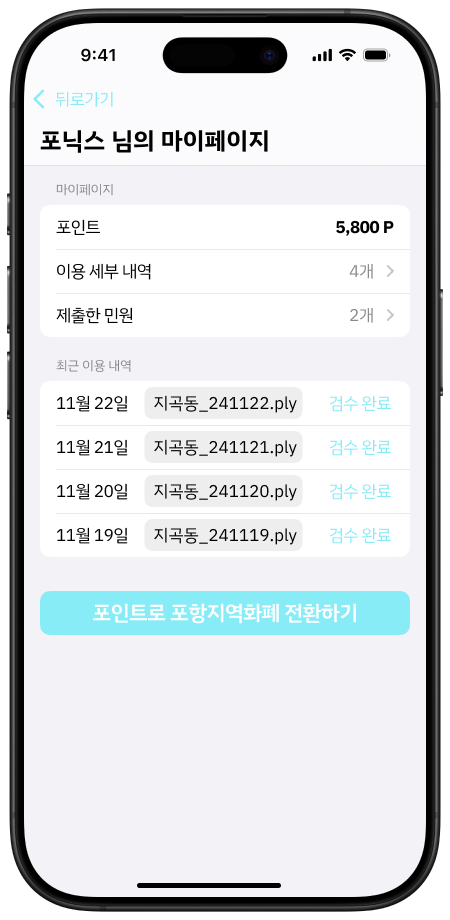 9:41
뒤로가기
포닉스 님의 마이페이지
마이페이지
포인트 5,800 P
이용 세부 내역 4개
제출한 민원 2개
최근 이용 내역
11월 22일 지곡동_241122.ply 검수 완료
11월 21일 지곡동_241121.ply 검수 완료
11월 20일 지곡동_241120.ply 검수 완료
11월 19일 지곡동_241119.ply 검수 완료
포인트로 포항지역화폐 전환하기